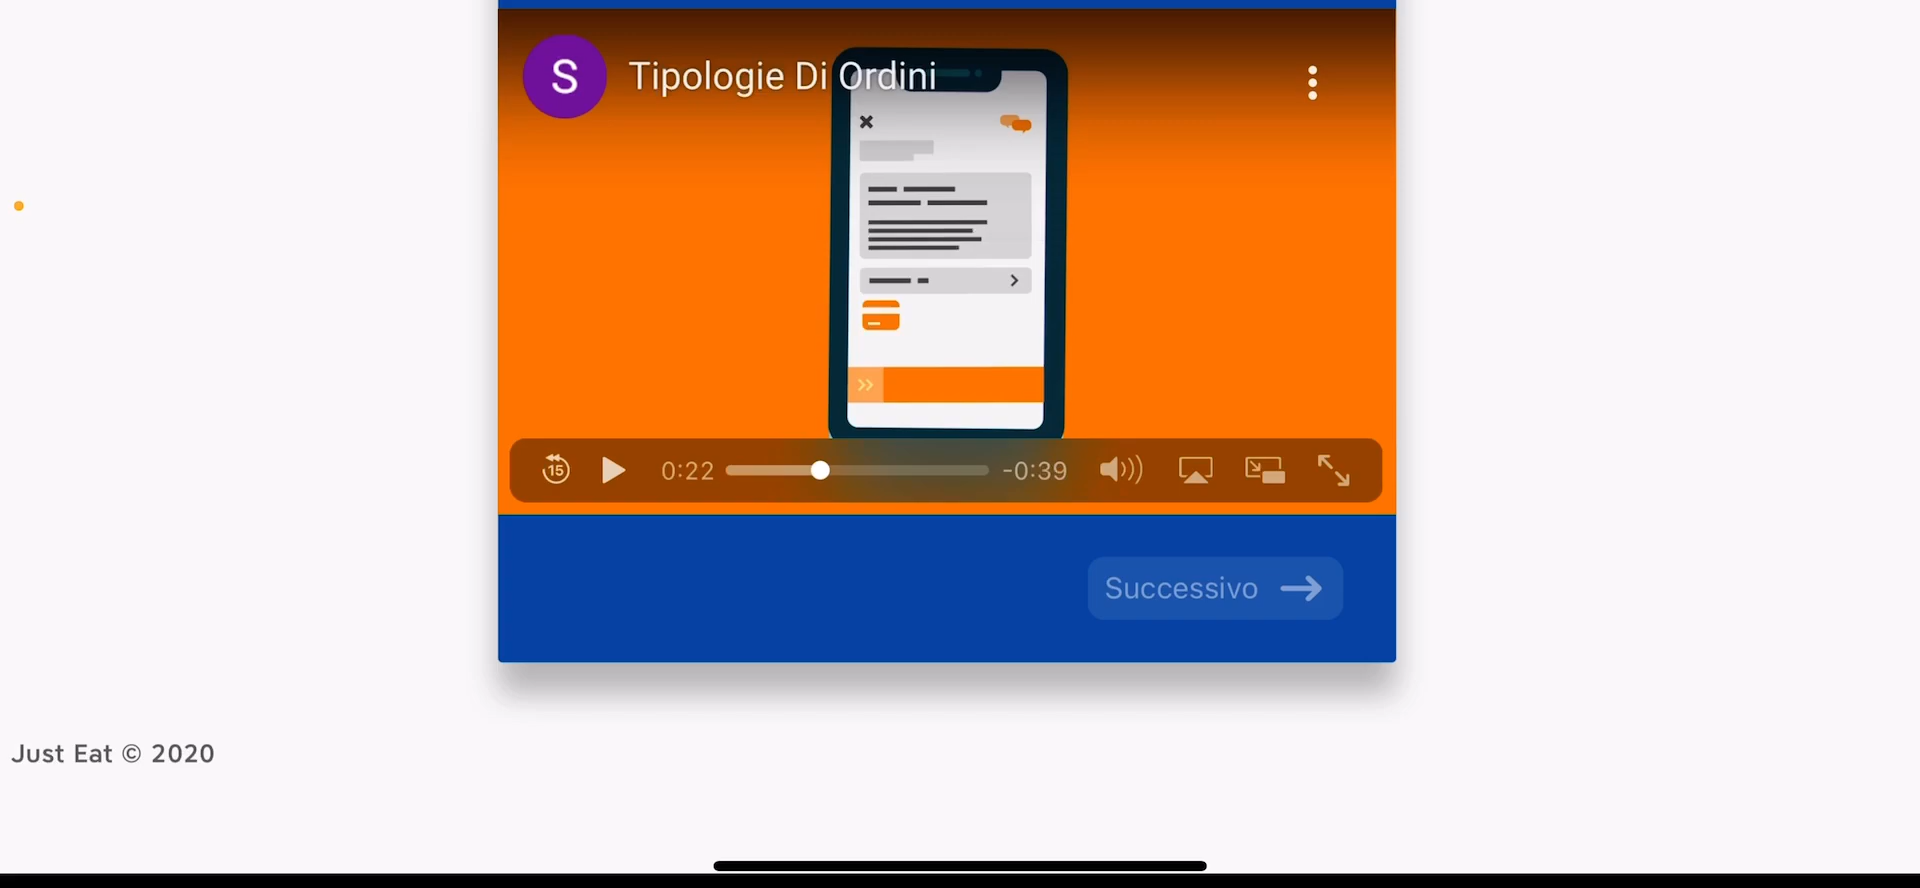 S
Tipologie Di Ordini
15
0:22
-0:39
Successivo
Just Eat © 2020